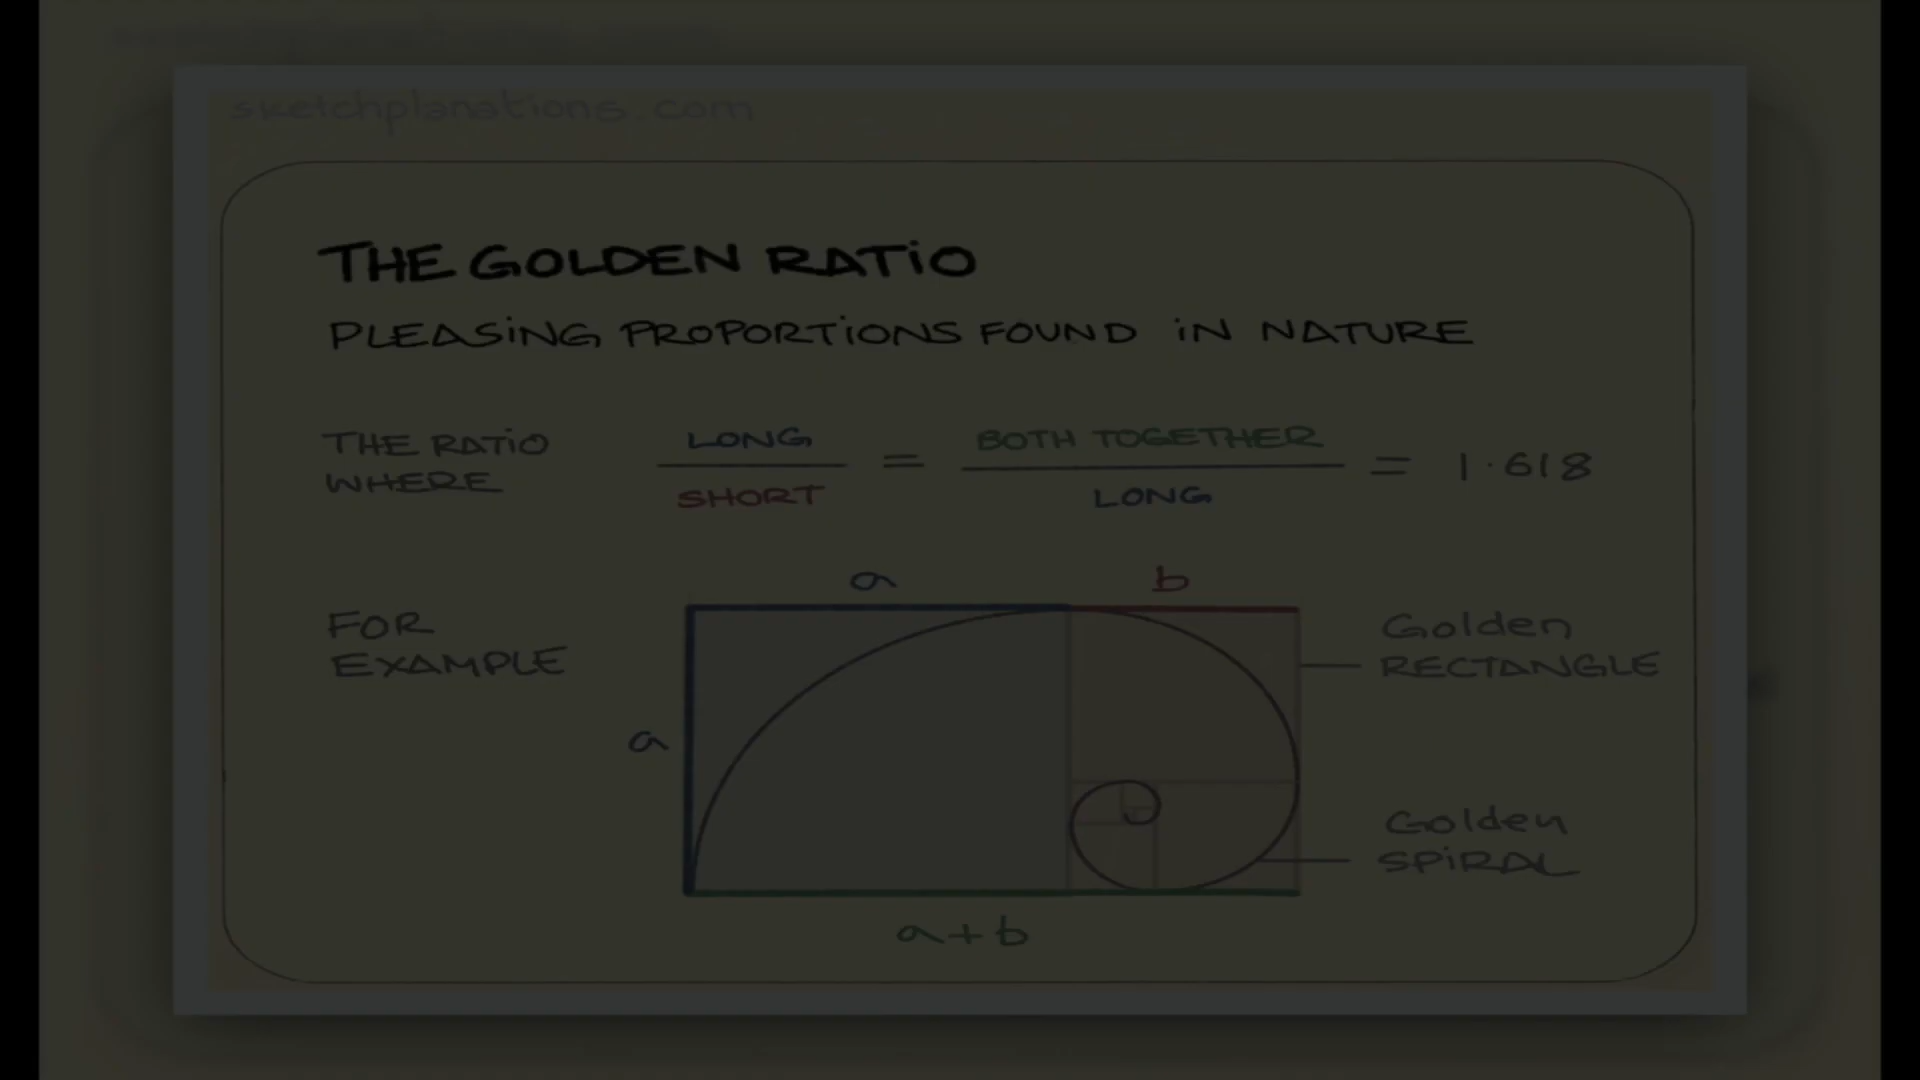 sketchplanations.com
THE GOLDEN RATIO
PLEASING PROPORTIONS FOUND IN NATURE
THE RATIO
WHERE
LONG
SHORT
=
BOTH TOGETHER
LONG
= 1.618
a
b
FOR
EXAMPLE
a
Golden
RECTANGLE
Golden
SPIRAL
a+b